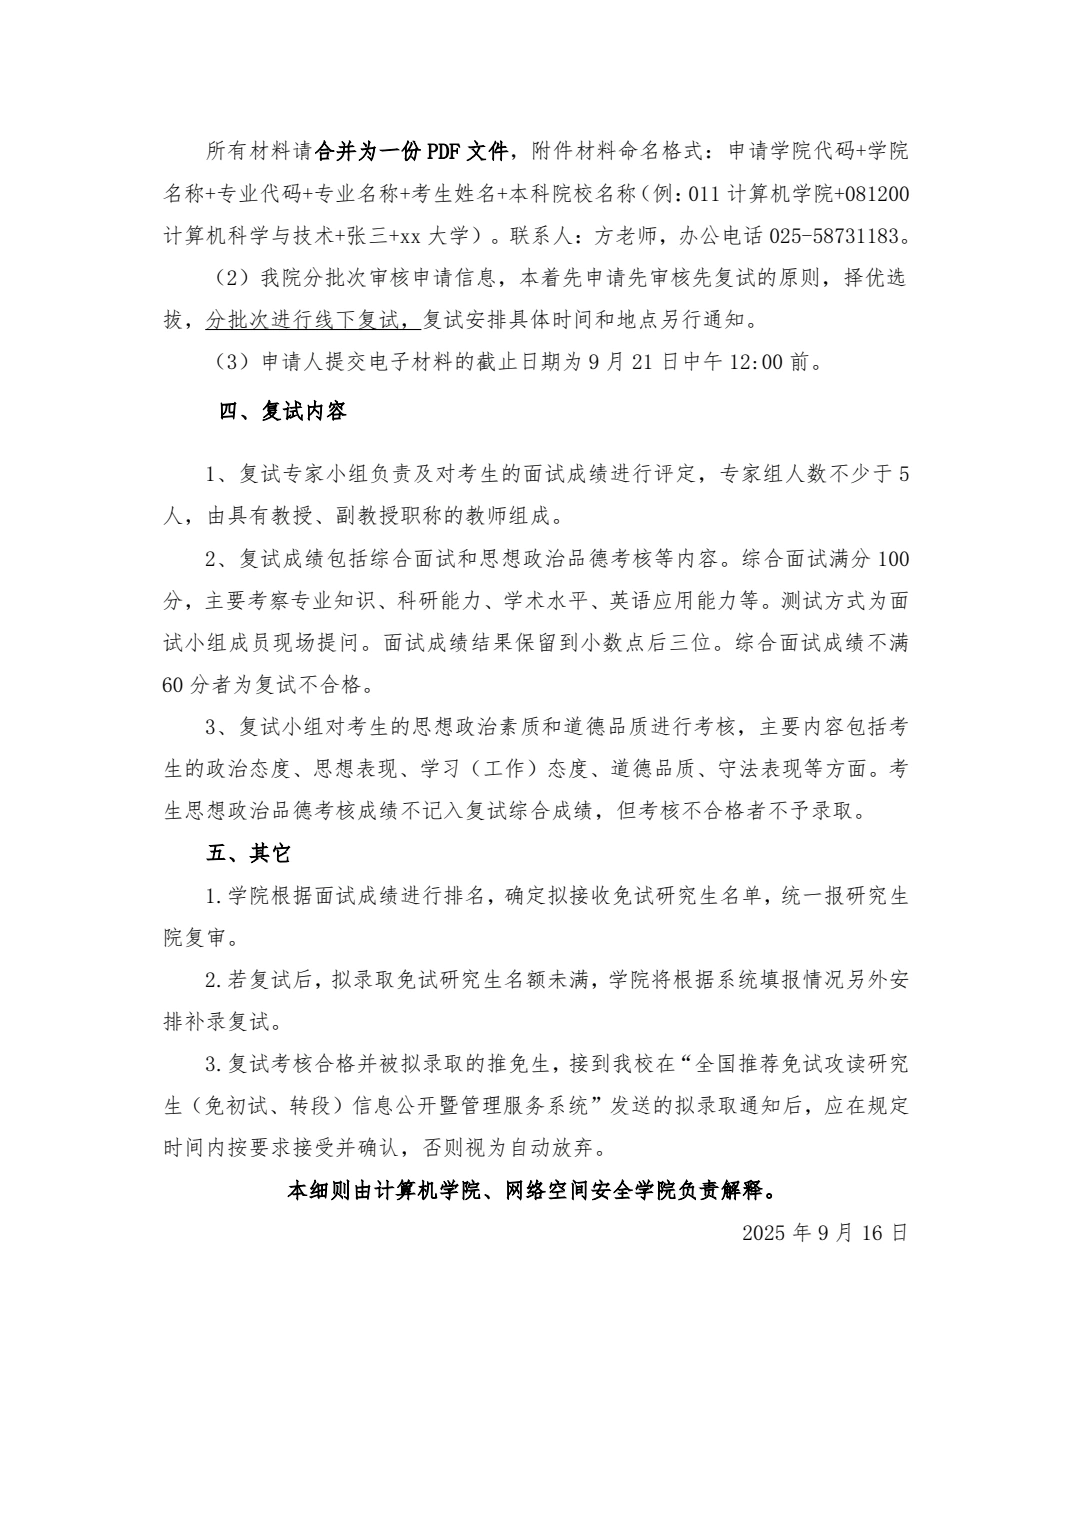 所有材料请合并为一份 PDF 文件，附件材料命名格式：申请学院代码+学院
名称+专业代码+专业名称+考生姓名+本科院校名称（例：011 计算机学院+081200
计算机科学与技术+张三+xx 大学）。联系人：方老师，办公电话 025-58731183。
（2）我院分批次审核申请信息，本着先申请先审核先复试的原则，择优选
拔，分批次进行线下复试，复试安排具体时间和地点另行通知。
（3）申请人提交电子材料的截止日期为 9 月 21 日中午 12:00 前。
四、复试内容
1、复试专家小组负责及对考生的面试成绩进行评定，专家组人数不少于 5
人，由具有教授、副教授职称的教师组成。
2、复试成绩包括综合面试和思想政治品德考核等内容。综合面试满分 100
分，主要考察专业知识、科研能力、学术水平、英语应用能力等。测试方式为面
试小组成员现场提问。面试成绩结果保留到小数点后三位。综合面试成绩不满
60 分者为复试不合格。
3、复试小组对考生的思想政治素质和道德品质进行考核，主要内容包括考
生的政治态度、思想表现、学习（工作）态度、道德品质、守法表现等方面。考
生思想政治品德考核成绩不记入复试综合成绩，但考核不合格者不予录取。
五、其它
1.学院根据面试成绩进行排名，确定拟接收免试研究生名单，统一报研究生
院复审。
2.若复试后，拟录取免试研究生名额未满，学院将根据系统填报情况另外安
排补录复试。
3.复试考核合格并被拟录取的推免生，接到我校在“全国推荐免试攻读研究
生（免初试、转段）信息公开暨管理服务系统”发送的拟录取通知后，应在规定
时间内按要求接受并确认，否则视为自动放弃。
本细则由计算机学院、网络空间安全学院负责解释。
2025 年 9 月 16 日